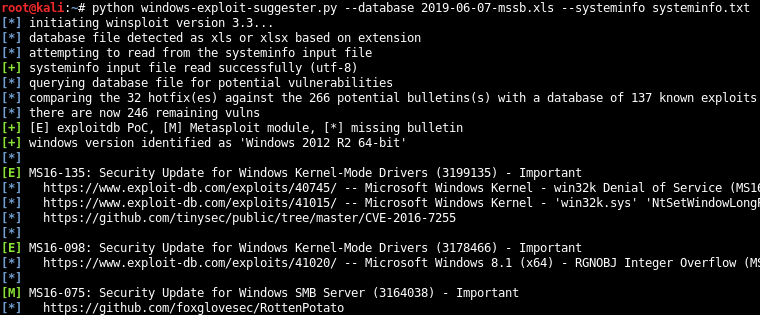 root@kali:~# python windows-exploit-suggester.py --database 2019-06-07-mssb.xls --systeminfo systeminfo.txt
[*] initiating winsploit version 3.3...
[*] database file detected as xls or xlsx based on extension
[*] attempting to read from the systeminfo input file
[+] systeminfo input file read successfully (utf-8)
[*] querying database file for potential vulnerabilities
[*] comparing the 32 hotfix(es) against the 266 potential bulletins(s) with a database of 137 known exploits
[*] there are now 246 remaining vulns
[+] [E] exploitdb PoC, [M] Metasploit module, [*] missing bulletin
[+] windows version identified as 'Windows 2012 R2 64-bit'
[*]
[E] MS16-135: Security Update for Windows Kernel-Mode Drivers (3199135) - Important
[*]   https://www.exploit-db.com/exploits/40745/ -- Microsoft Windows Kernel - win32k Denial of Service (MS16
[*]   https://www.exploit-db.com/exploits/41015/ -- Microsoft Windows Kernel - 'win32k.sys' 'NtSetWindowLongP
[*]   https://github.com/tinysec/public/tree/master/CVE-2016-7255
[*]
[E] MS16-098: Security Update for Windows Kernel-Mode Drivers (3178466) - Important
[*]   https://www.exploit-db.com/exploits/41020/ -- Microsoft Windows 8.1 (x64) - RGNOBJ Integer Overflow (MS
[*]
[M] MS16-075: Security Update for Windows SMB Server (3164038) - Important
[*]   https://github.com/foxglovesec/RottenPotato